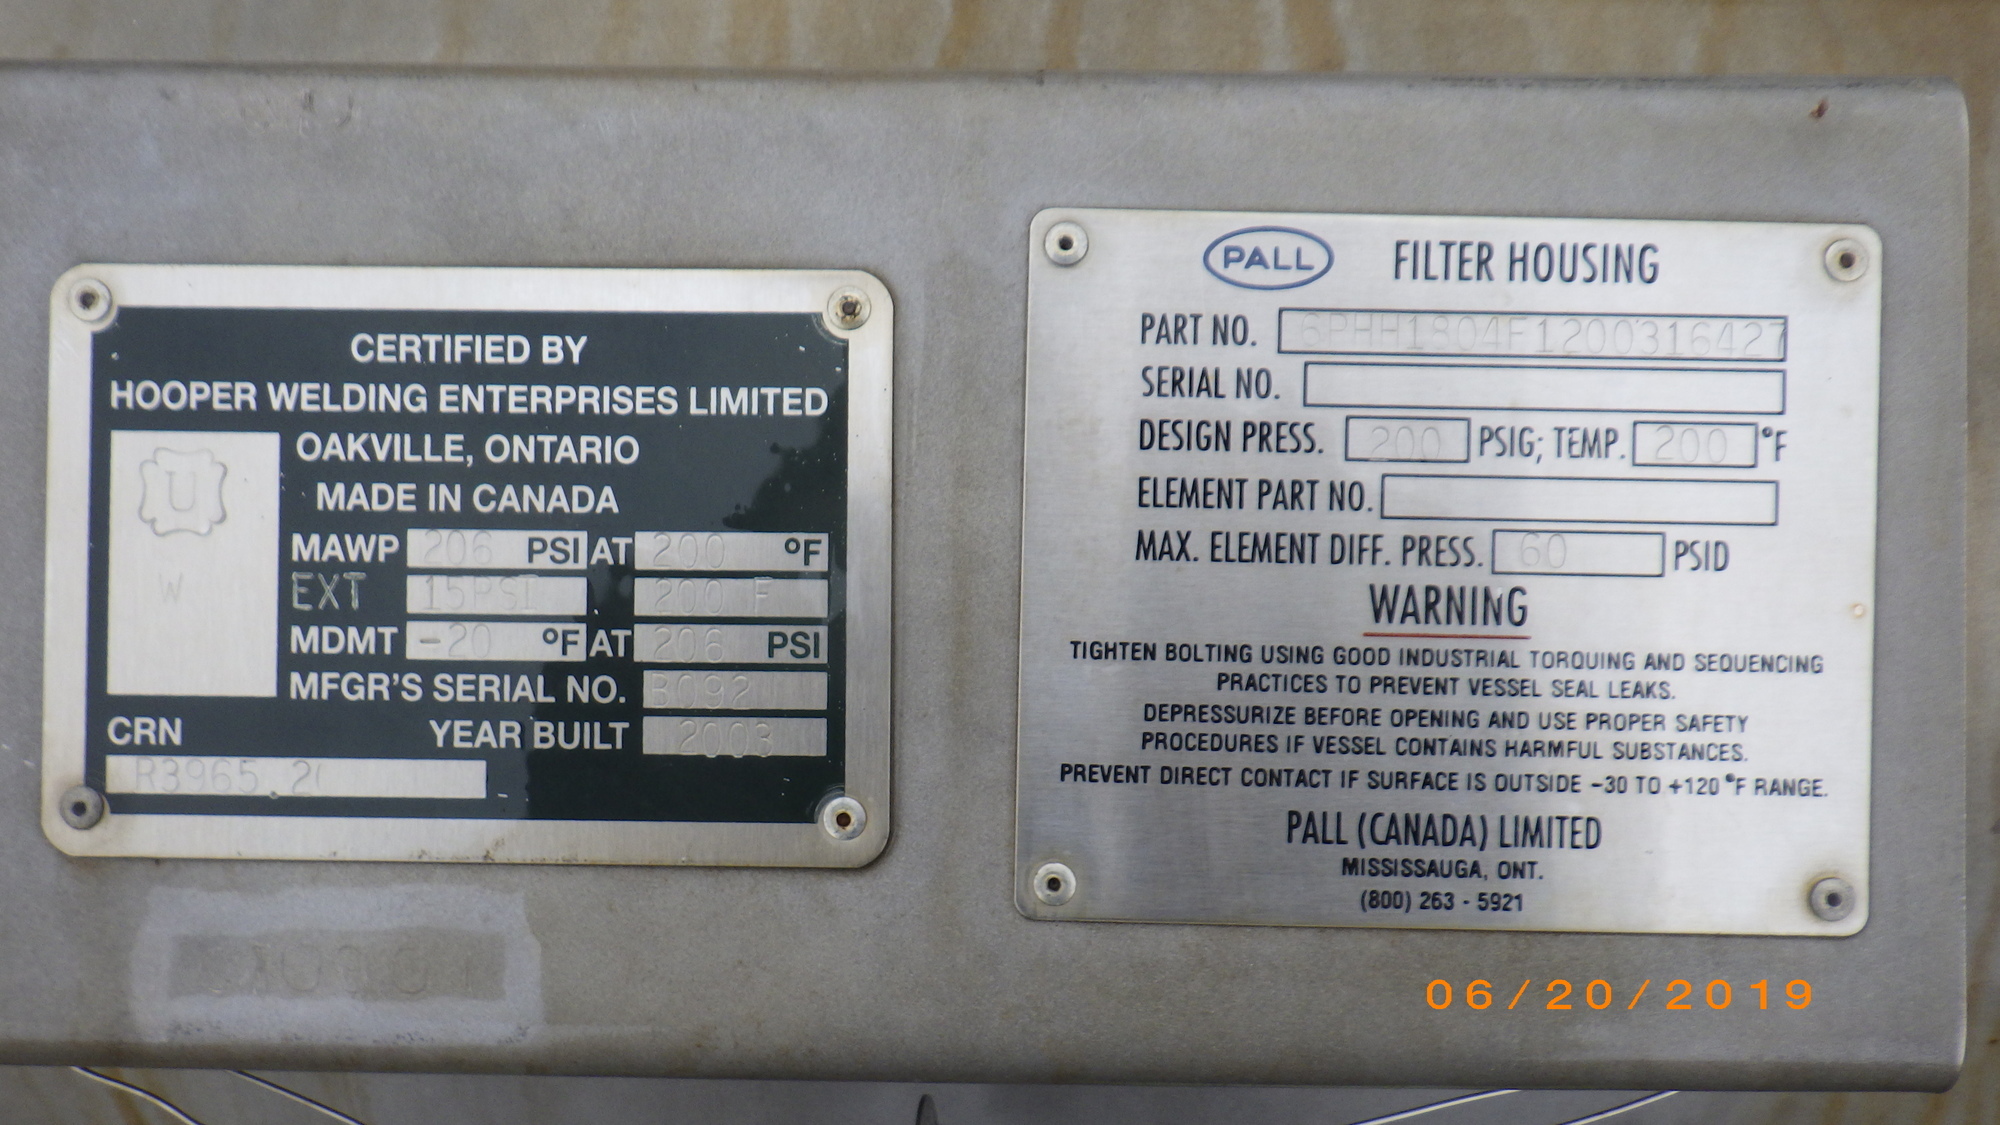 CERTIFIED BY
HOOPER WELDING ENTERPRISES LIMITED
OAKVILLE, ONTARIO
MADE IN CANADA
U
W
MAWP 206 PSI AT 200 °F
EXT 15PSI 200 F
MDMT -20 °F AT 206 PSI
MFGR'S SERIAL NO. B092
YEAR BUILT 2003
CRN
R3965.2
PALL FILTER HOUSING
PART NO. 6PHH1804F1200316427
SERIAL NO.
DESIGN PRESS. 200 PSIG; TEMP. 200 °F
ELEMENT PART NO.
MAX. ELEMENT DIFF. PRESS. 60 PSID
WARNING
TIGHTEN BOLTING USING GOOD INDUSTRIAL TORQUING AND SEQUENCING
PRACTICES TO PREVENT VESSEL SEAL LEAKS.
DEPRESSURIZE BEFORE OPENING AND USE PROPER SAFETY
PROCEDURES IF VESSEL CONTAINS HARMFUL SUBSTANCES.
PREVENT DIRECT CONTACT IF SURFACE IS OUTSIDE -30 TO +120 °F RANGE.
PALL (CANADA) LIMITED
MISSISSAUGA, ONT.
(800) 263 - 5921
06/20/2019